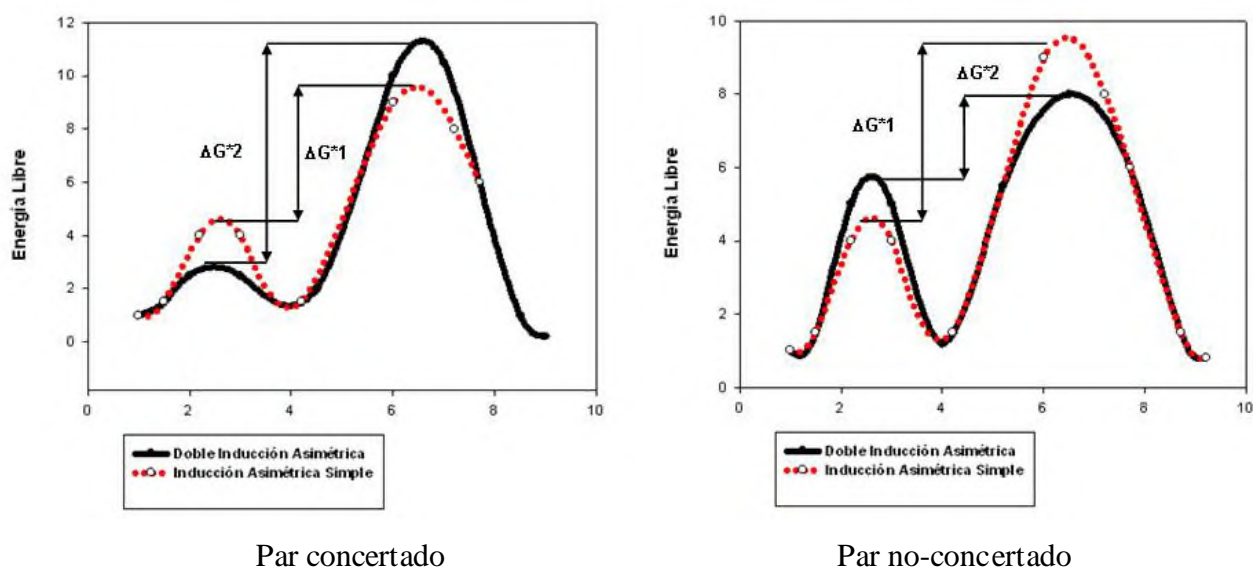 12
10
8
6
4
2
0
Energía Libre
ΔG*2
ΔG*1
0 2 4 6 8 10
Doble Inducción Asimétrica
Inducción Asimétrica Simple
Par concertado
10
8
6
4
2
0
Energía Libre
ΔG*1
ΔG*2
0 2 4 6 8 10
Doble Inducción Asimétrica
Inducción Asimétrica Simple
Par no-concertado